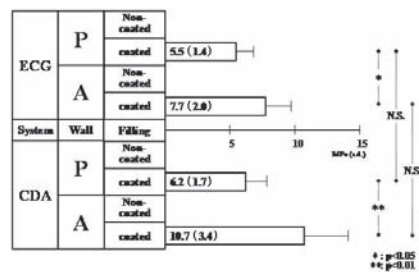 Non-
coated
P
coated 5.5 (1.4)
ECG
Non-
coated
A
coated 7.7 (2.0)
*
N.S.
System Wall Filling
5 10 15
MPa (s.d.)
Non-
coated
P
coated 6.2 (1.7)
CDA
Non-
coated
A
coated 10.7 (3.4)
**
N.S
* : p<0.05
**: p<0.01